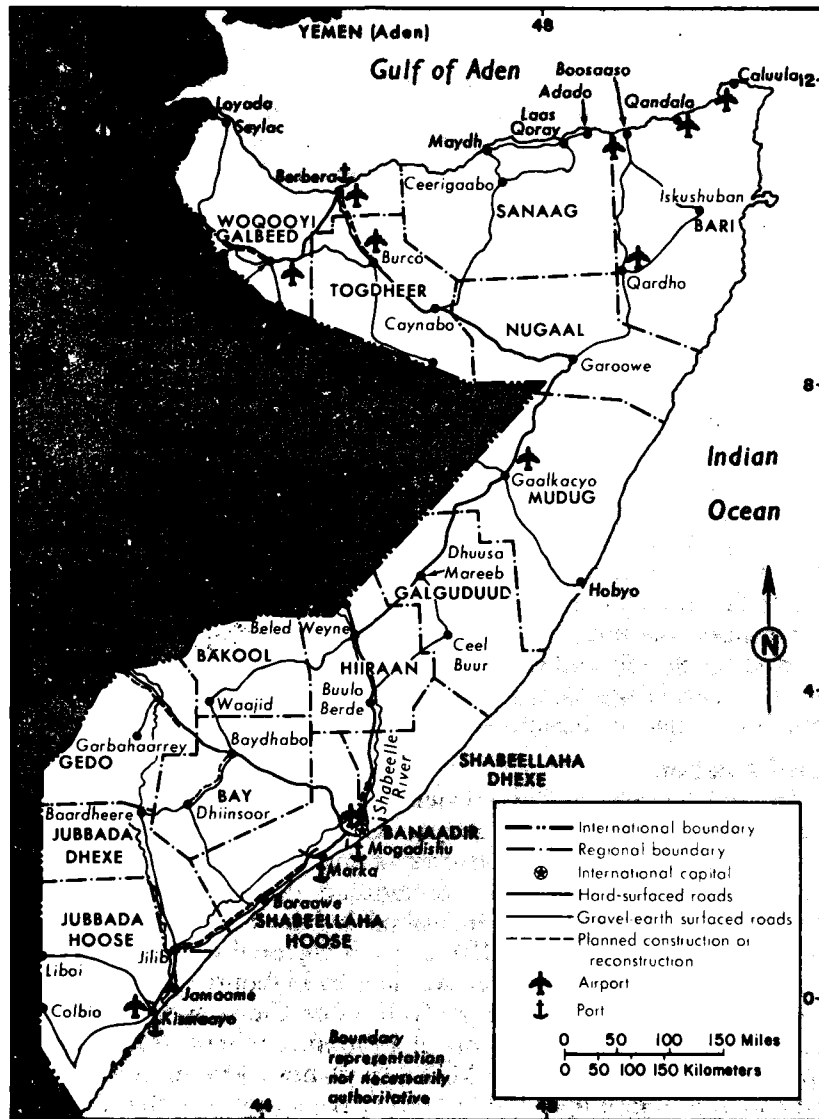 YEMEN (Aden)
48
Gulf of Aden
Boosaaso
Adado
Caluula
12
Qandala
Laas
Qoray
Loyada
Seylac
Maydh
Berbera
Ceerigaabo
SANAAG
Iskushuban
BARI
WOQOOYI
GALBEED
Burco
TOGDHEER
Qardho
Caynabo
NUGAAL
Garoowe
8
Indian
Ocean
Gaalkacyo
MUDUG
Dhuusa
Mareeb
GALGUDUUD
Hobyo
Beled Weyne
Ceel
Buur
N
BAKOOL
HIIRAAN
Waajid
Buulo
Berde
4
Garbahaarrey
GEDO
Baydhabo
Shabeelle
River
SHABEELLAHA
DHEXE
BAY
Baardheere
Dhiinsoor
JUBBADA
DHEXE
BANAADIR
Mogadishu
Marka
Baraawe
SHABEELLAHA
HOOSE
JUBBADA
HOOSE
Jilib
Liboi
Jamaame
Colbio
Kismaayo
0
International boundary
Regional boundary
International capital
Hard-surfaced roads
Gravel-earth surfaced roads
Planned construction or
reconstruction
Airport
Port
0 50 100 150 Miles
0 50 100 150 Kilometers
Boundary
representation
not necessarily
authoritative
44
48